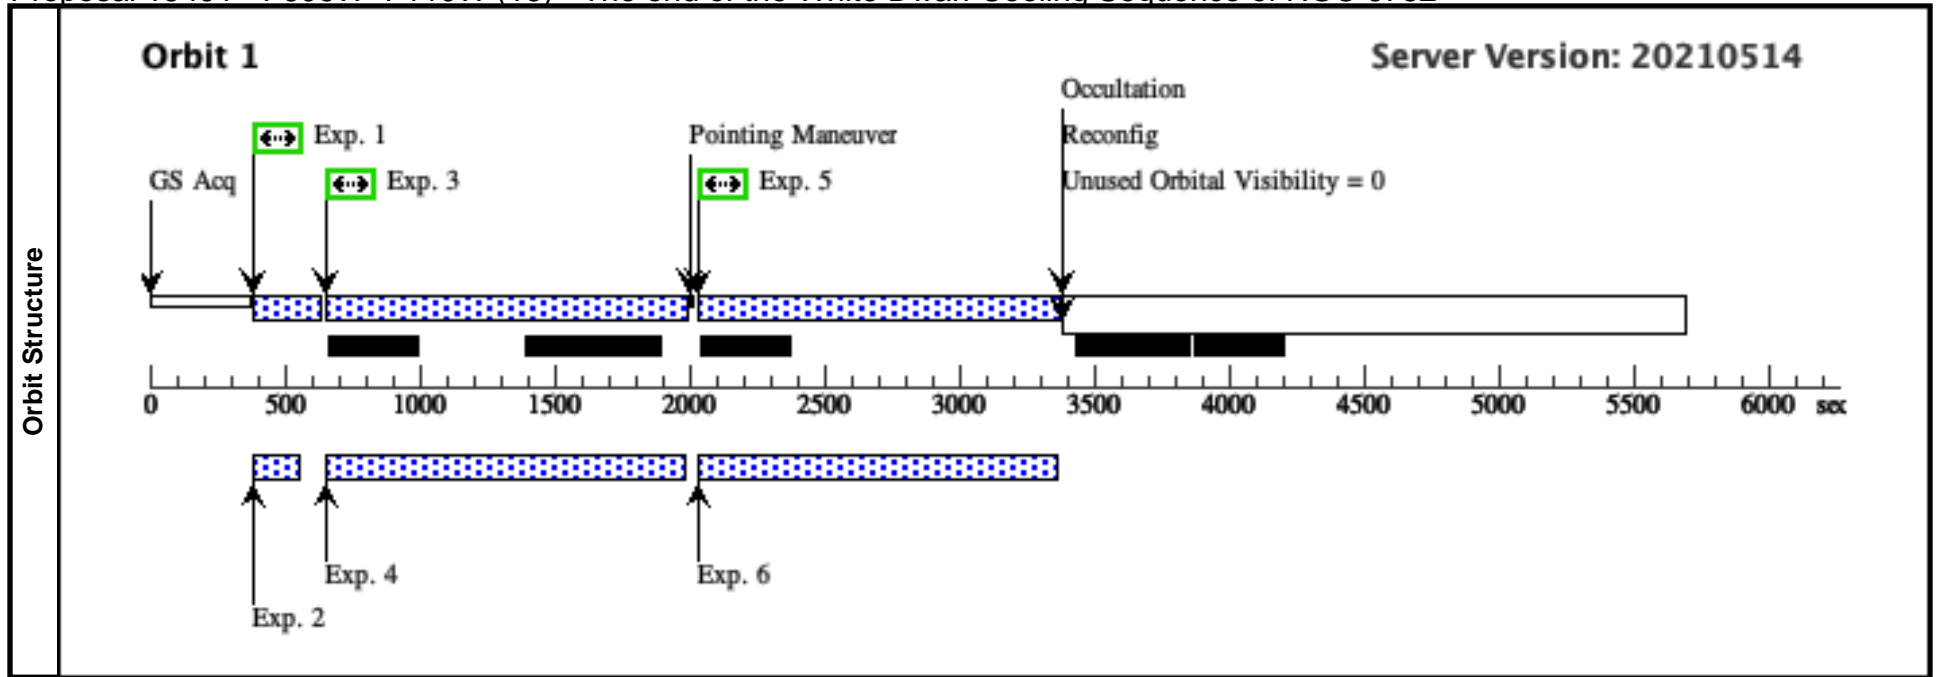 Orbit 1
Server Version: 20210514
Occultation
Exp. 1
Pointing Maneuver
Reconfig
GS Acq
Exp. 3
Exp. 5
Unused Orbital Visibility = 0
Orbit Structure
0 500 1000 1500 2000 2500 3000 3500 4000 4500 5000 5500 6000 sec
Exp. 4
Exp. 6
Exp. 2